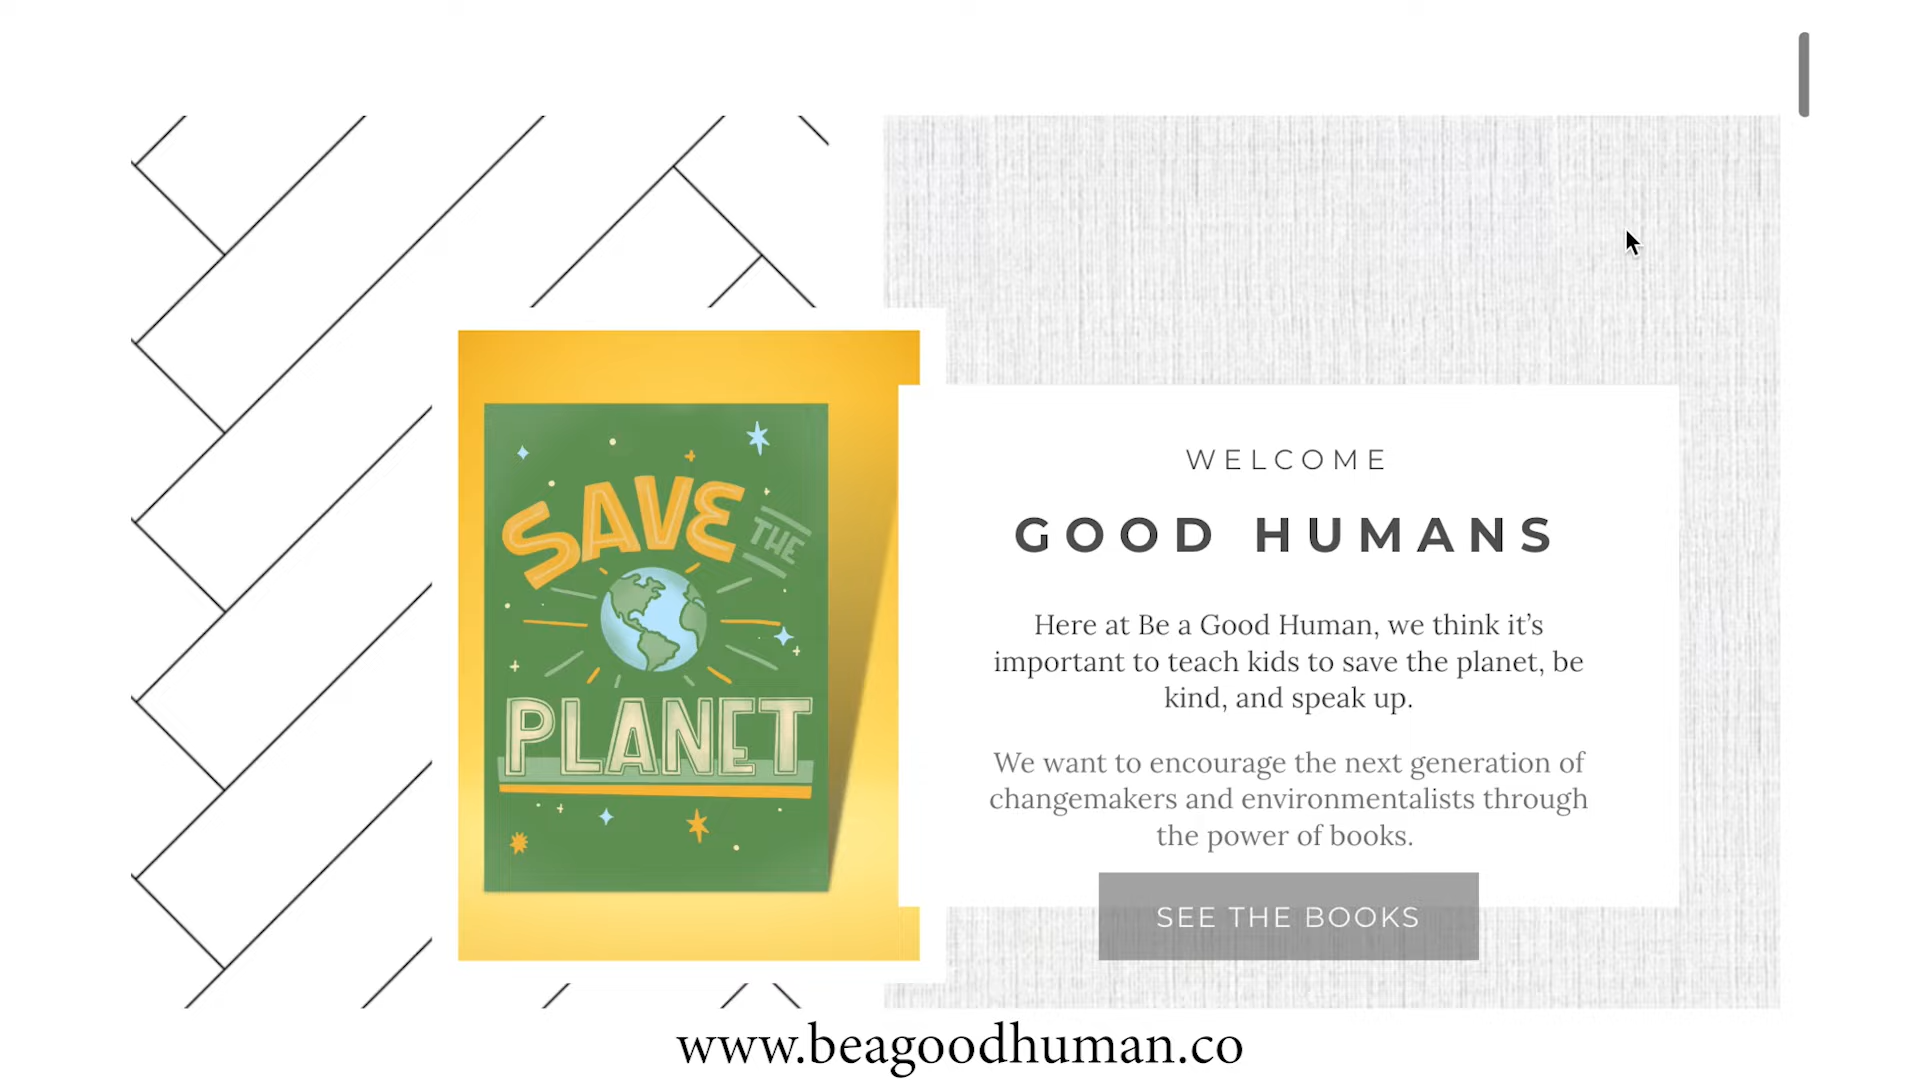 SAVE THE
PLANET
WELCOME
GOOD HUMANS
Here at Be a Good Human, we think it’s
important to teach kids to save the planet, be
kind, and speak up.
We want to encourage the next generation of
changemakers and environmentalists through
the power of books.
SEE THE BOOKS
www.beagoodhuman.co